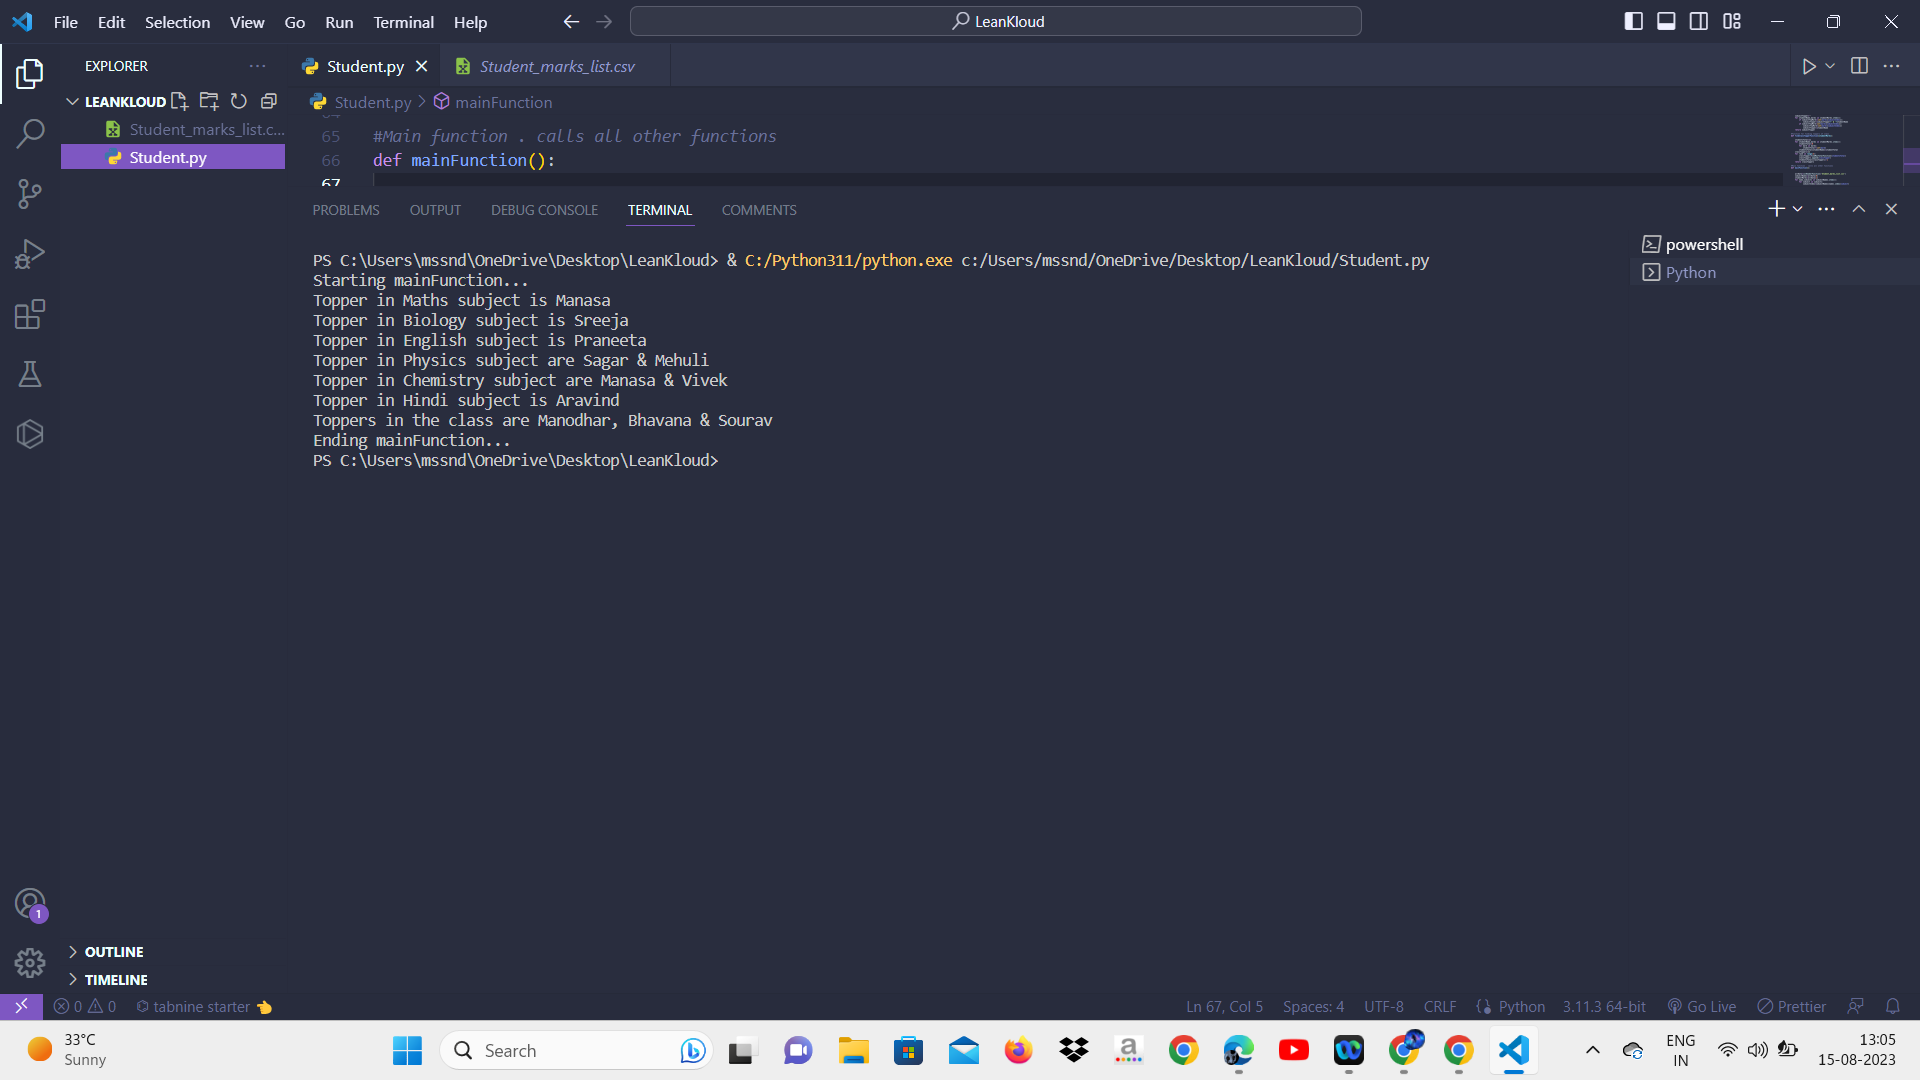 File Edit Selection View Go Run Terminal Help
LeanKloud
EXPLORER
Student.py
Student_marks_list.csv
LEANKLOUD
Student.py > mainFunction
Student_marks_list.c...
Student.py
65 #Main function . calls all other functions
66 def mainFunction():
67
PROBLEMS OUTPUT DEBUG CONSOLE TERMINAL COMMENTS
powershell
Python
PS C:\Users\mssnd\OneDrive\Desktop\LeanKloud> & C:/Python311/python.exe c:/Users/mssnd/OneDrive/Desktop/LeanKloud/Student.py
Starting mainFunction...
Topper in Maths subject is Manasa
Topper in Biology subject is Sreeja
Topper in English subject is Praneeta
Topper in Physics subject are Sagar & Mehuli
Topper in Chemistry subject are Manasa & Vivek
Topper in Hindi subject is Aravind
Toppers in the class are Manodhar, Bhavana & Sourav
Ending mainFunction...
PS C:\Users\mssnd\OneDrive\Desktop\LeanKloud>
1
OUTLINE
TIMELINE
0 0 tabnine starter
Ln 67, Col 5 Spaces: 4 UTF-8 CRLF Python 3.11.3 64-bit Go Live Prettier
33°C
Sunny
Search
ENG
IN
13:05
15-08-2023